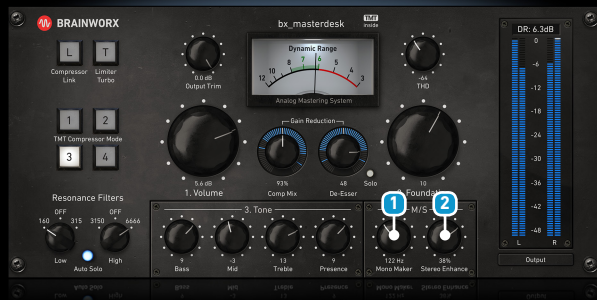 BRAINWORX
bx_masterdesk
TMT
inside
DR: 6.3dB
L
T
Compressor
Link
Limiter
Turbo
0.0 dB
Output Trim
Dynamic Range
12 10 8 7 6 5 4 3
Analog Mastering System
-64
THD
1
2
TMT Compressor Mode
3
4
Gain Reduction
5.6 dB
1. Volume
93%
Comp Mix
48
De-Esser
Solo
10
Foundati
Resonance Filters
OFF
160
315
Low
OFF
3150
6666
High
Auto Solo
3. Tone
9
Bass
-3
Mid
13
Treble
9
Presence
M/S
1
2
122 Hz
Mono Maker
38%
Stereo Enhance
0
-6
-12
-18
-24
-30
-36
-42
-48
L
R
Output